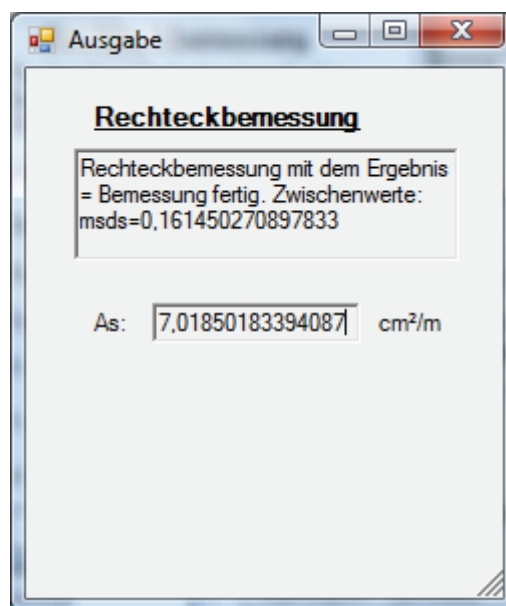 Ausgabe
Rechteckbemessung
Rechteckbemessung mit dem Ergebnis
= Bemessung fertig. Zwischenwerte:
msds=0,161450270897833
As: 7,01850183394087 cm²/m